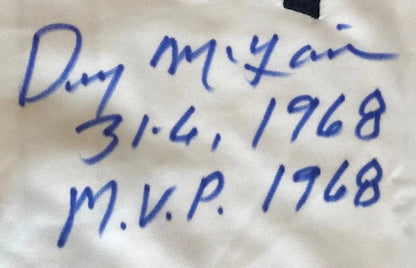 Denny McLain
31-6, 1968
M.V.P. 1968